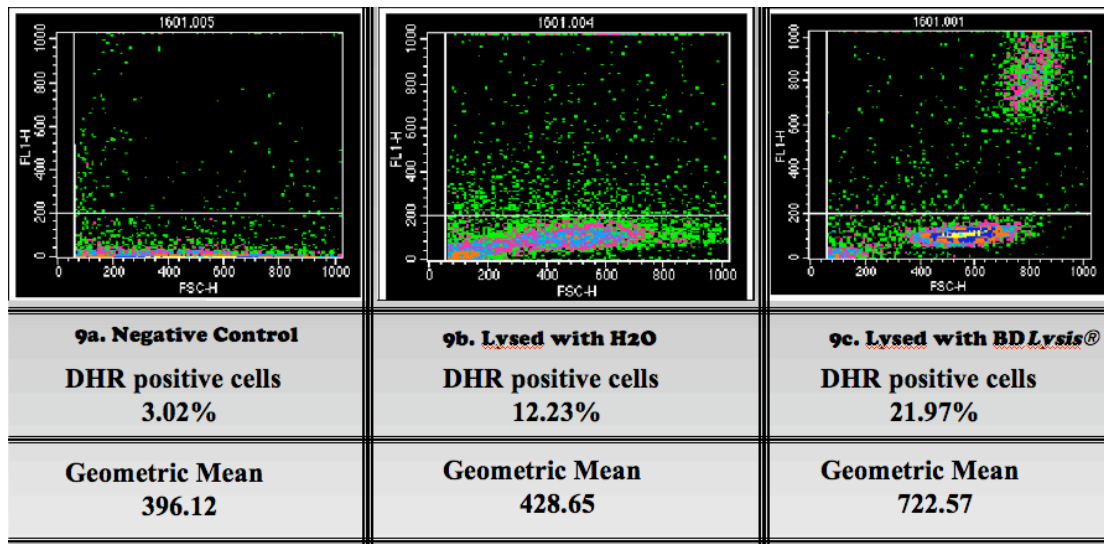 1601.005
1000
800
600
400
200
0
FL1-H
0 200 400 600 800 1000
FSC-H
9a. Negative Control
DHR positive cells
3.02%
Geometric Mean
396.12
1601.004
1000
800
600
400
200
0
FL1-H
0 200 400 600 800 1000
FSC-H
9b. Lysed with H2O
DHR positive cells
12.23%
Geometric Mean
428.65
1601.001
1000
800
600
400
200
0
FL1-H
0 200 400 600 800 1000
FSC-H
9c. Lysed with BD Lysis®
DHR positive cells
21.97%
Geometric Mean
722.57